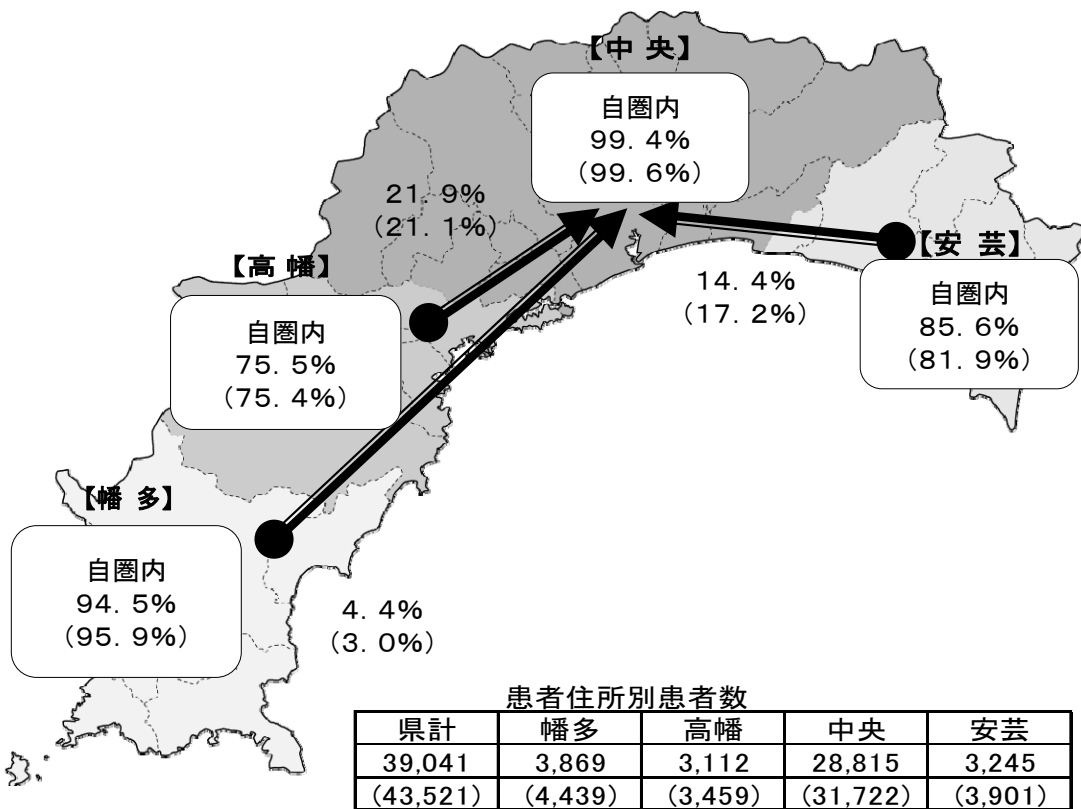 【中 央】
自圏内
99.4%
(99.6%)
21.9%
(21.1%)
【高 幡】
自圏内
75.5%
(75.4%)
【安 芸】
自圏内
85.6%
(81.9%)
14.4%
(17.2%)
【幡 多】
自圏内
94.5%
(95.9%)
4.4%
(3.0%)
患者住所別患者数
県計 幡多 高幡 中央 安芸
39,041 3,869 3,112 28,815 3,245
(43,521) (4,439) (3,459) (31,722) (3,901)